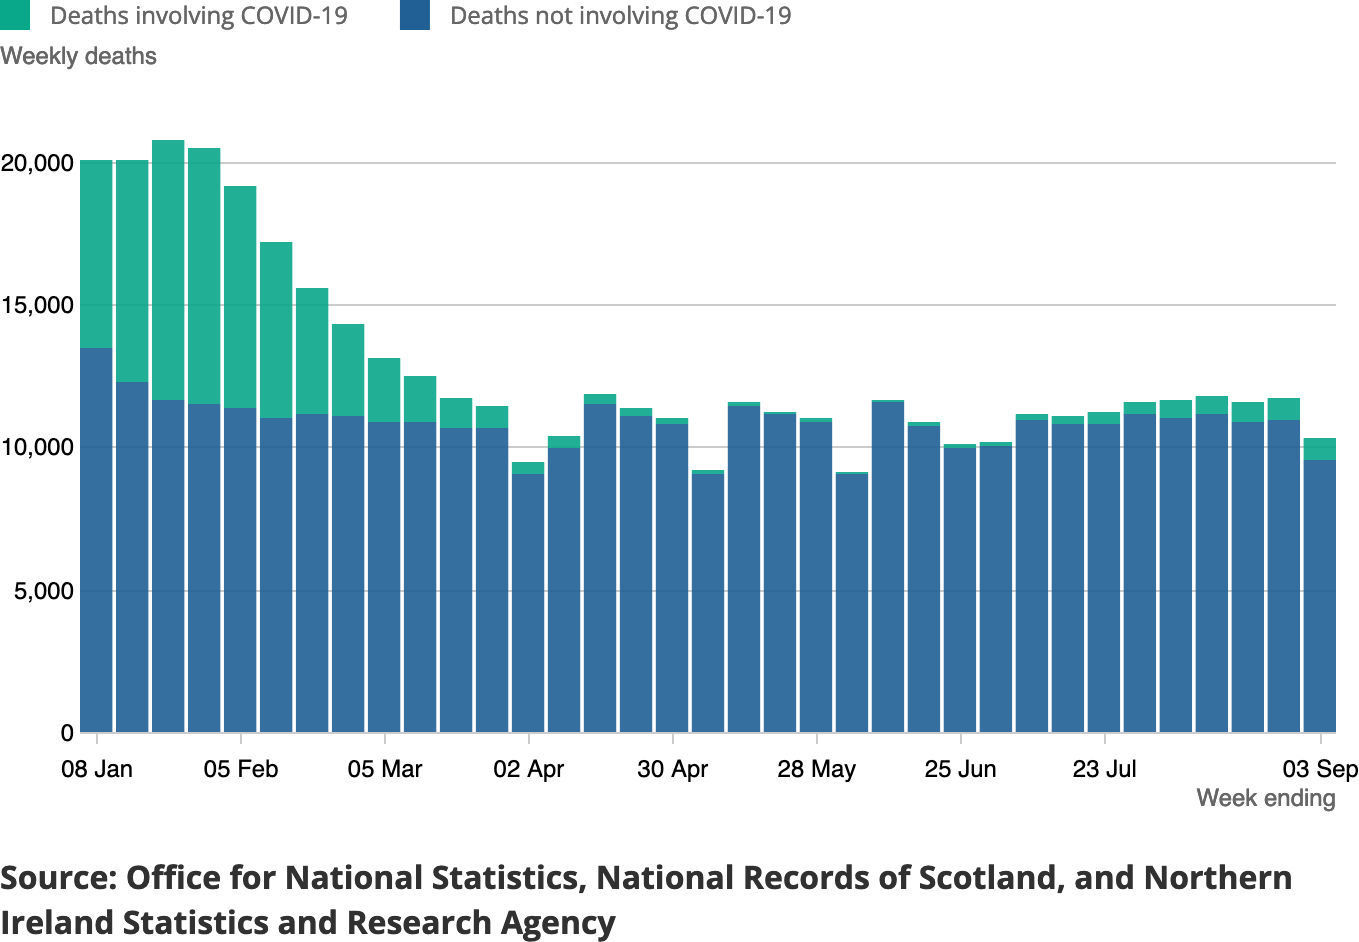 Deaths involving COVID-19 Deaths not involving COVID-19
Weekly deaths
20,000
15,000
10,000
5,000
0
08 Jan 05 Feb 05 Mar 02 Apr 30 Apr 28 May 25 Jun 23 Jul 03 Sep
Week ending
Source: Office for National Statistics, National Records of Scotland, and Northern
Ireland Statistics and Research Agency